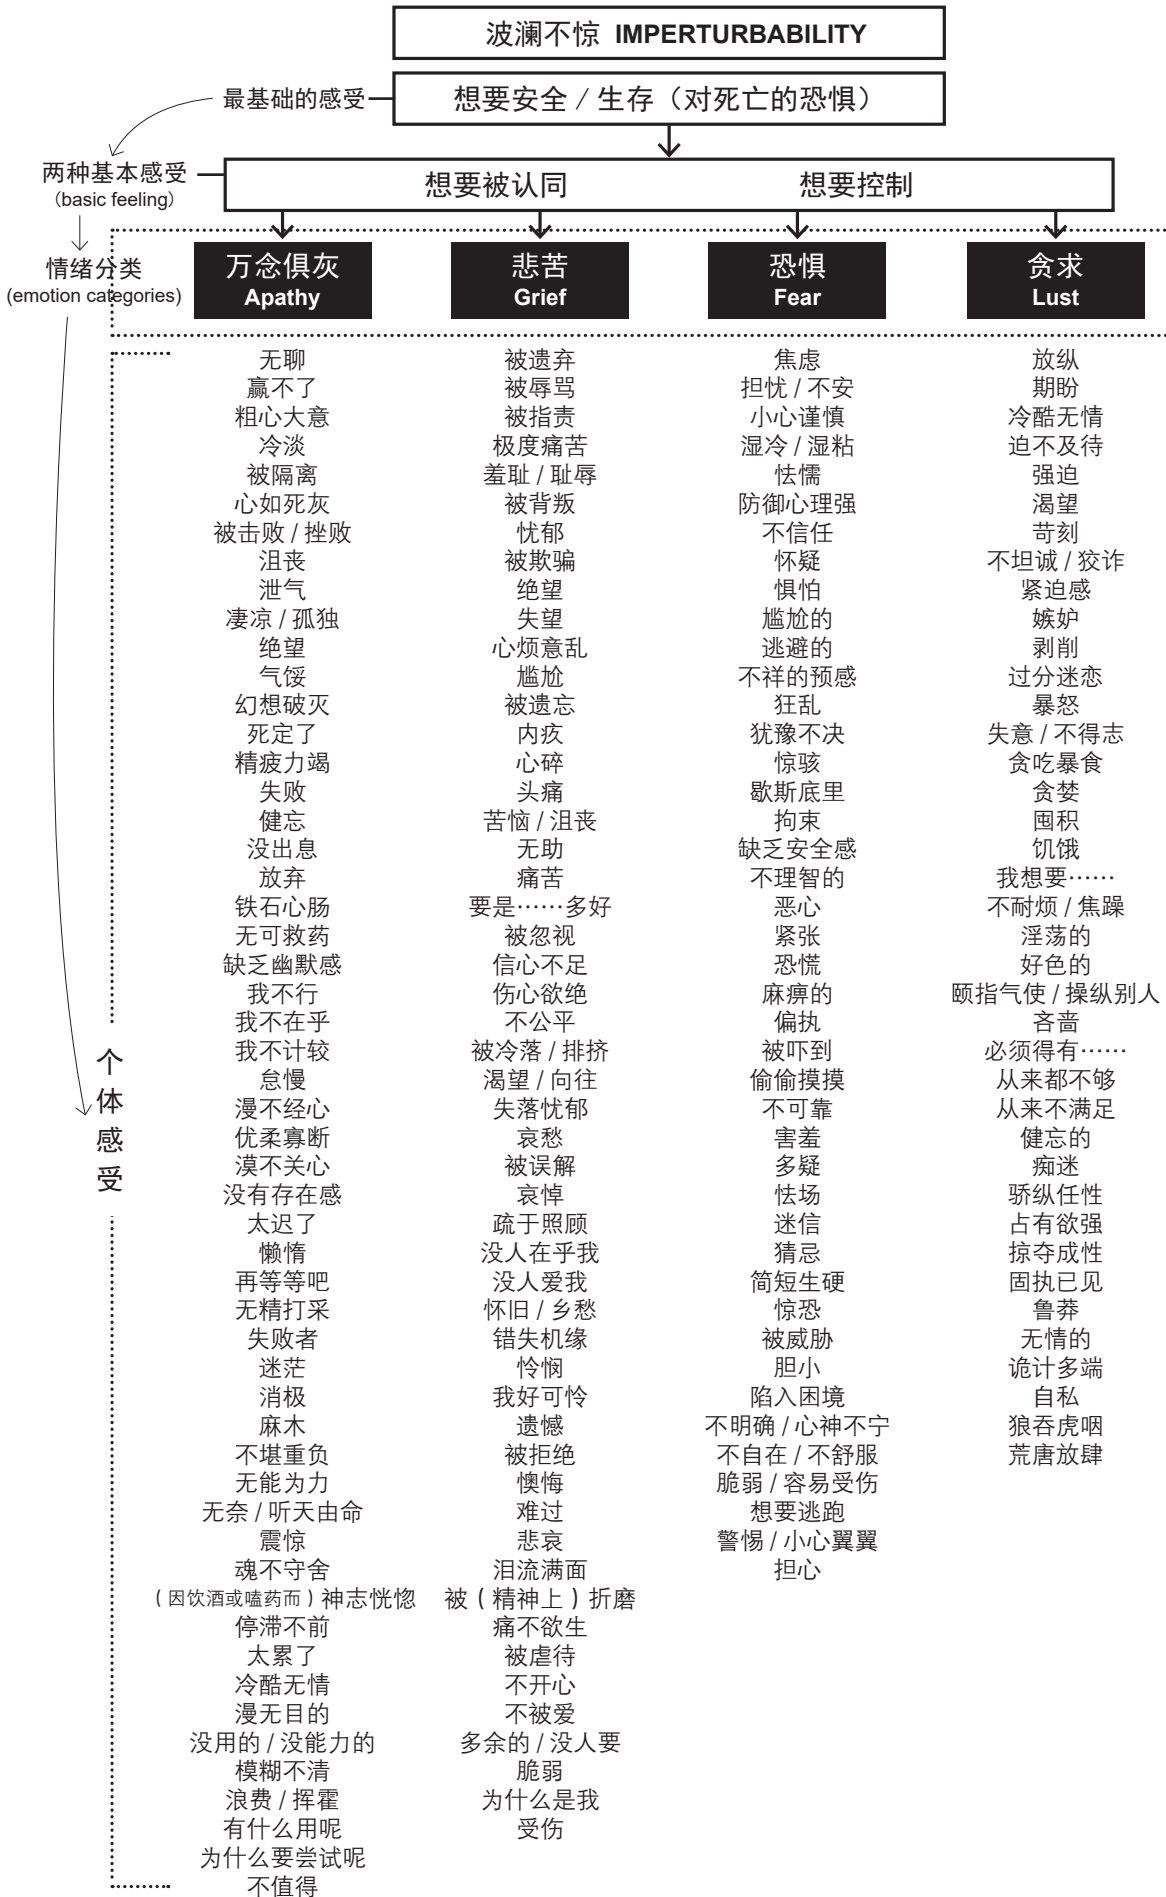 波澜不惊 IMPERTURBABILITY
最基础的感受
想要安全 / 生存（对死亡的恐惧）
两种基本感受
(basic feeling)
想要被认同 想要控制
情绪分类
(emotion categories)
万念俱灰
Apathy
悲苦
Grief
恐惧
Fear
贪求
Lust
个体感受
无聊
赢不了
粗心大意
冷淡
被隔离
心如死灰
被击败 / 挫败
沮丧
泄气
凄凉 / 孤独
绝望
气馁
幻想破灭
死定了
精疲力竭
失败
健忘
没出息
放弃
铁石心肠
无可救药
缺乏幽默感
我不行
我不在乎
我不计较
怠慢
漫不经心
优柔寡断
漠不关心
没有存在感
太迟了
懒惰
再等等吧
无精打采
失败者
迷茫
消极
麻木
不堪重负
无能为力
无奈 / 听天由命
震惊
魂不守舍
（因饮酒或嗑药而）神志恍惚
停滞不前
太累了
冷酷无情
漫无目的
没用的 / 没能力的
模糊不清
浪费 / 挥霍
有什么用呢
为什么要尝试呢
不值得
被遗弃
被辱骂
被指责
极度痛苦
羞耻 / 耻辱
被背叛
忧郁
被欺骗
绝望
失望
心烦意乱
尴尬
被遗忘
内疚
心碎
头痛
苦恼 / 沮丧
无助
痛苦
要是……多好
被忽视
信心不足
伤心欲绝
不公平
被冷落 / 排挤
渴望 / 向往
失落忧郁
哀愁
被误解
哀悼
疏于照顾
没人在乎我
没人爱我
怀旧 / 乡愁
错失机缘
怜悯
我好可怜
遗憾
被拒绝
懊悔
难过
悲哀
泪流满面
被（精神上）折磨
痛不欲生
被虐待
不开心
不被爱
多余的 / 没人要
脆弱
为什么是我
受伤
焦虑
担忧 / 不安
小心谨慎
湿冷 / 湿粘
怯懦
防御心理强
不信任
怀疑
惧怕
尴尬的
逃避的
不祥的预感
狂乱
犹豫不决
惊骇
歇斯底里
拘束
缺乏安全感
不理智的
恶心
紧张
恐慌
麻痹的
偏执
被吓到
偷偷摸摸
不可靠
害羞
多疑
怯场
迷信
猜忌
简短生硬
惊恐
被威胁
胆小
陷入困境
不明确 / 心神不宁
不自在 / 不舒服
脆弱 / 容易受伤
想要逃跑
警惕 / 小心翼翼
担心
放纵
期盼
冷酷无情
迫不及待
强迫
渴望
苛刻
不坦诚 / 狡诈
紧迫感
嫉妒
剥削
过分迷恋
暴怒
失意 / 不得志
贪吃暴食
贪婪
囤积
饥饿
我想要……
不耐烦 / 焦躁
淫荡的
好色的
颐指气使 / 操纵别人
吝啬
必须得有……
从来都不够
从来不满足
健忘的
痴迷
骄纵任性
占有欲强
掠夺成性
固执已见
鲁莽
无情的
诡计多端
自私
狼吞虎咽
荒唐放肆